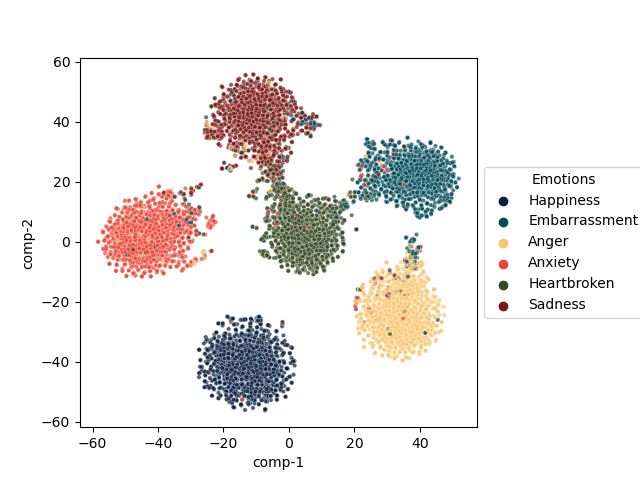 60
40
20
0
−20
−40
−60
comp-2
−60 −40 −20 0 20 40
comp-1
Emotions
Happiness
Embarrassment
Anger
Anxiety
Heartbroken
Sadness